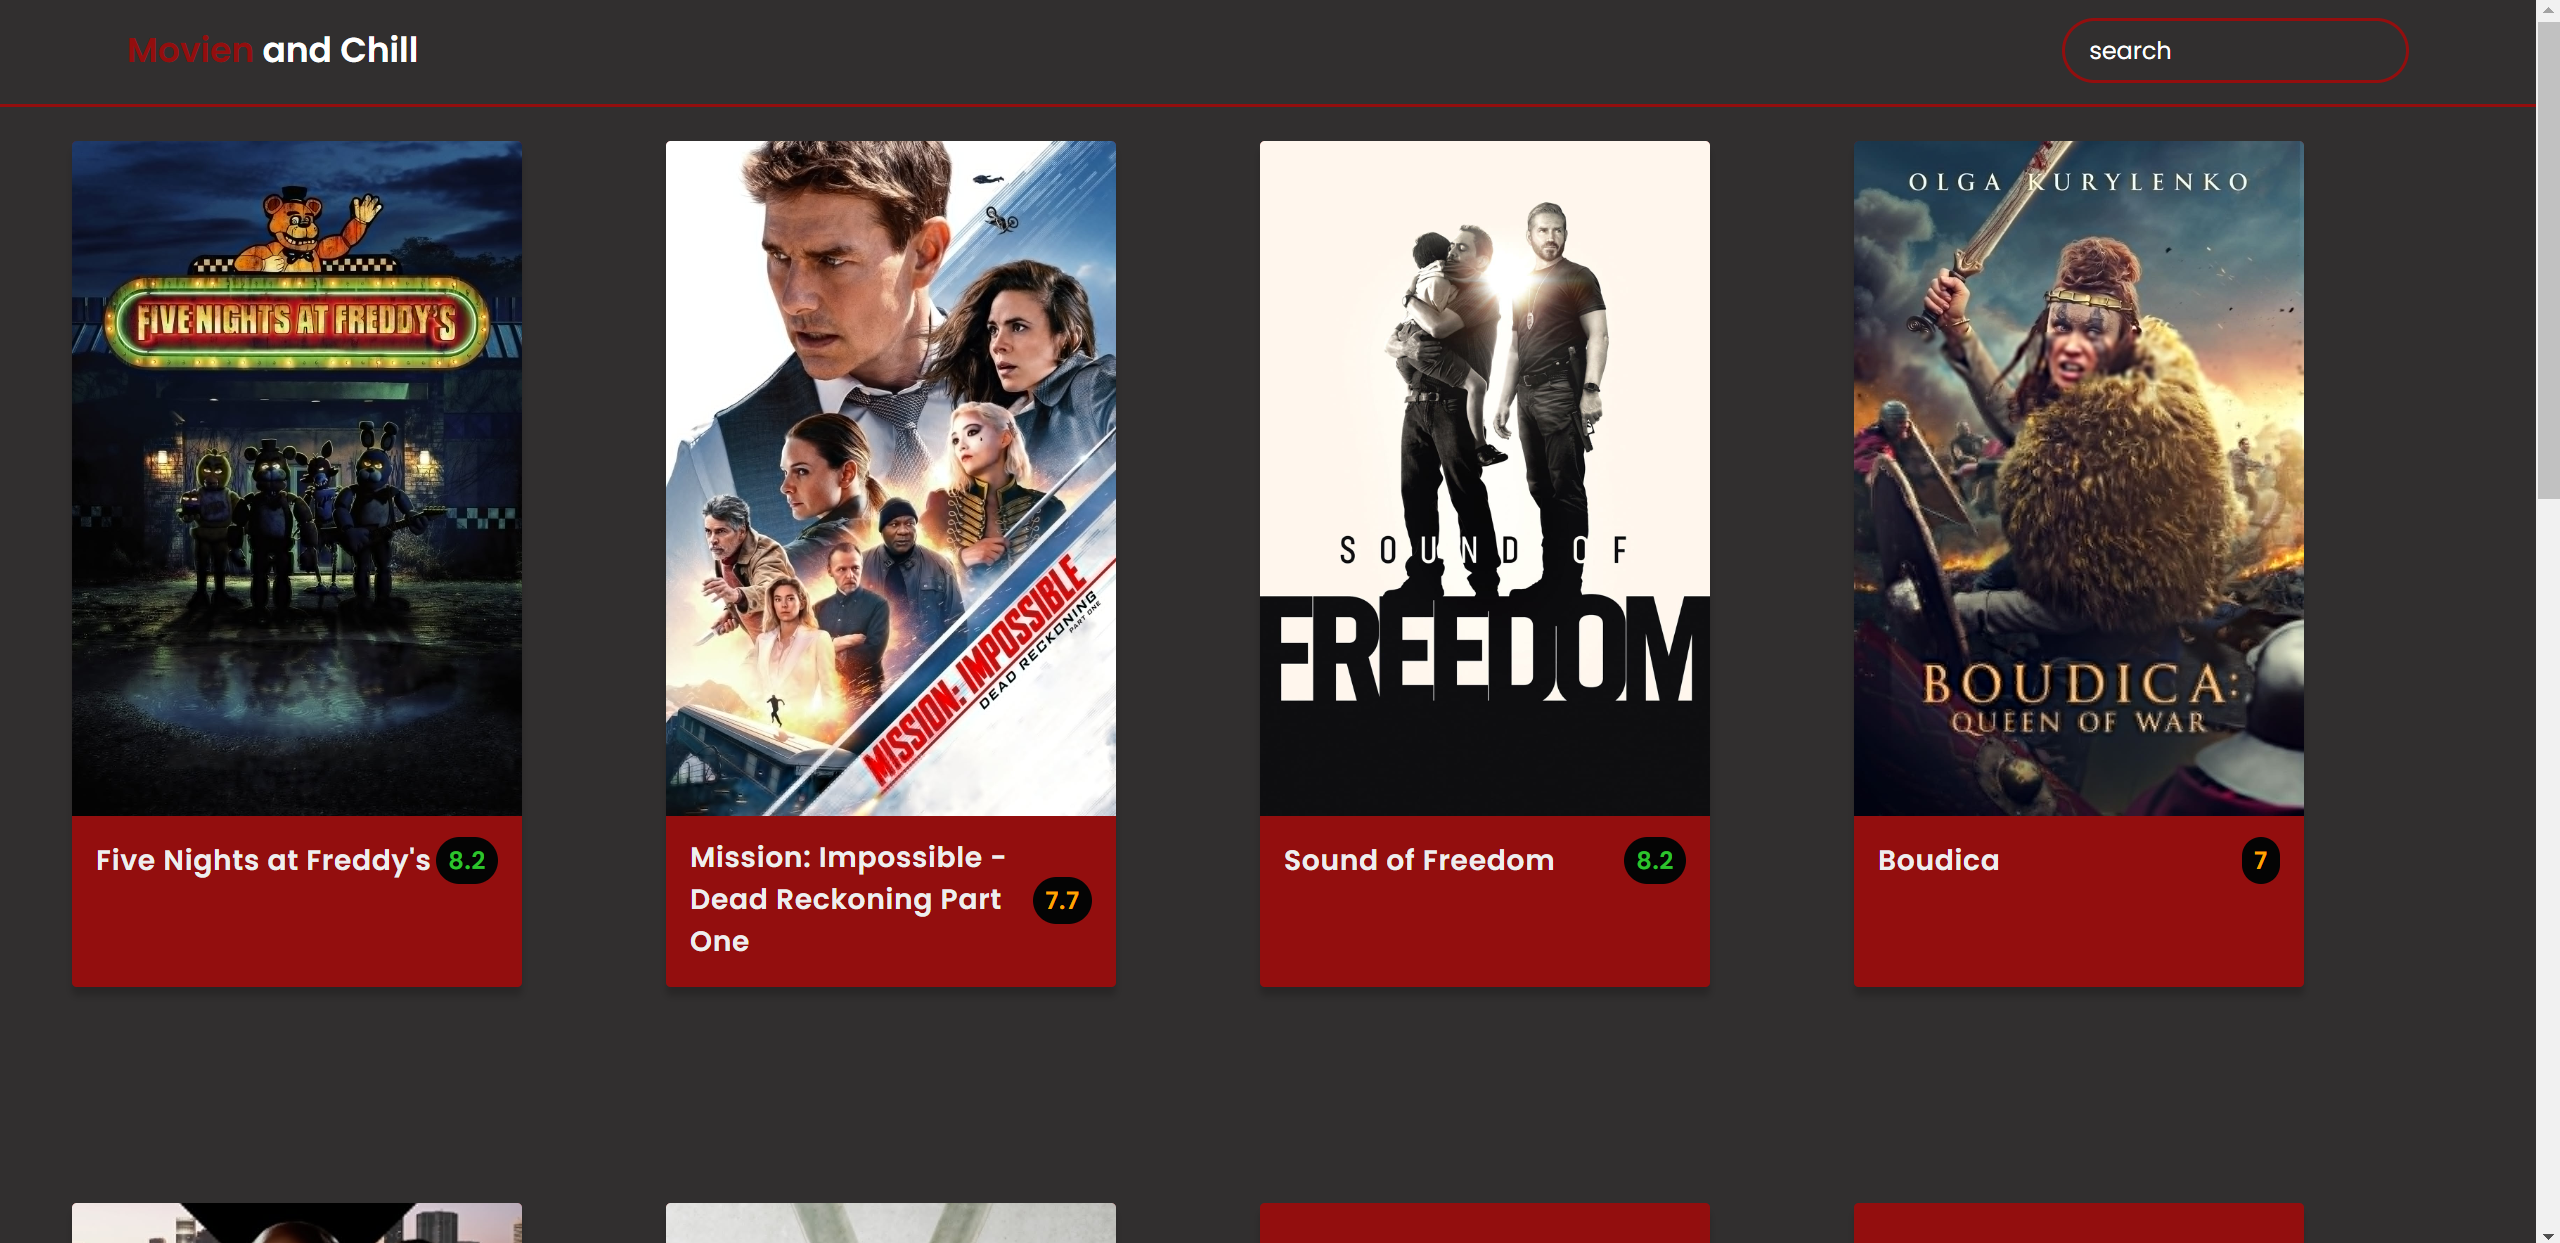 Movien and Chill
search
FIVE NIGHTS AT FREDDY'S
MISSION: IMPOSSIBLE
DEAD RECKONING
PART ONE
SOUND OF
FREEDOM
OLGA KURYLENKO
BOUDICA:
QUEEN OF WAR
Five Nights at Freddy's 8.2
Mission: Impossible -
Dead Reckoning Part
One
7.7
Sound of Freedom 8.2
Boudica 7